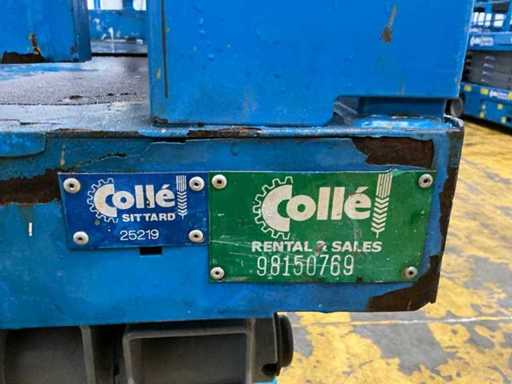 Collé
SITTARD
25219
Collé
RENTAL & SALES
98150769